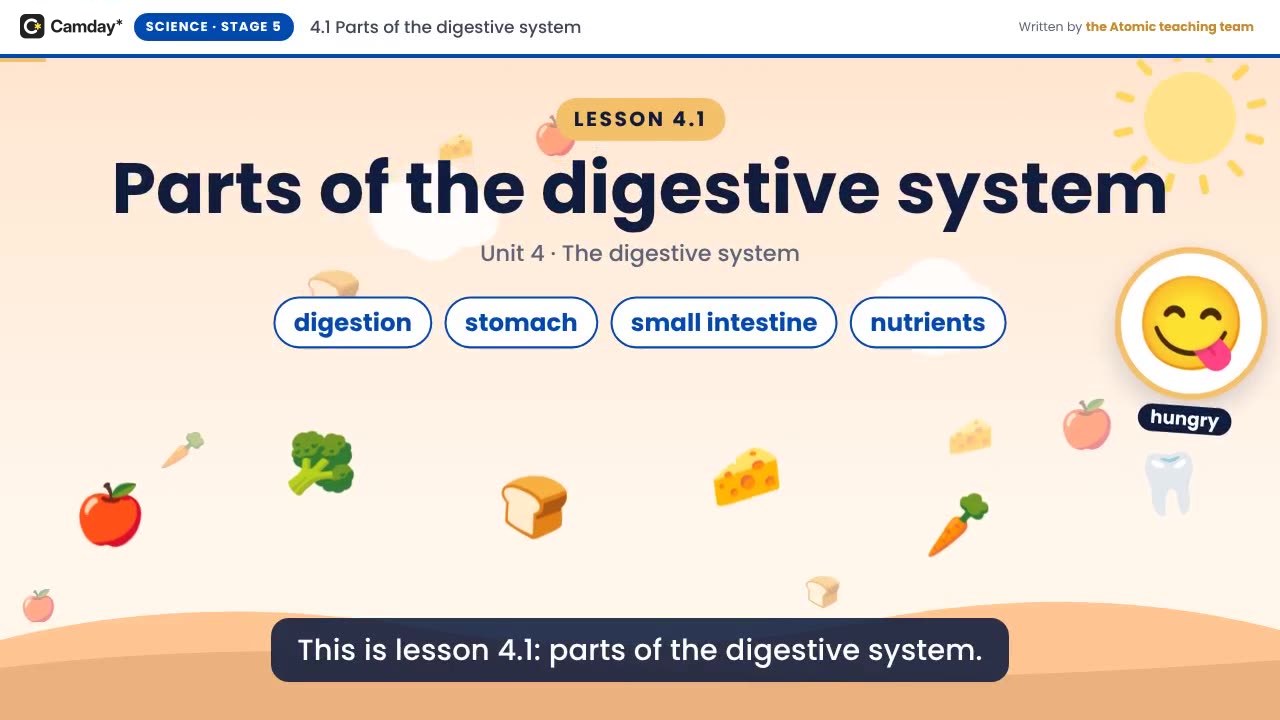 Camday*
SCIENCE · STAGE 5
4.1 Parts of the digestive system
Written by the Atomic teaching team
LESSON 4.1
Parts of the digestive system
Unit 4 · The digestive system
digestion
stomach
small intestine
nutrients
hungry
This is lesson 4.1: parts of the digestive system.